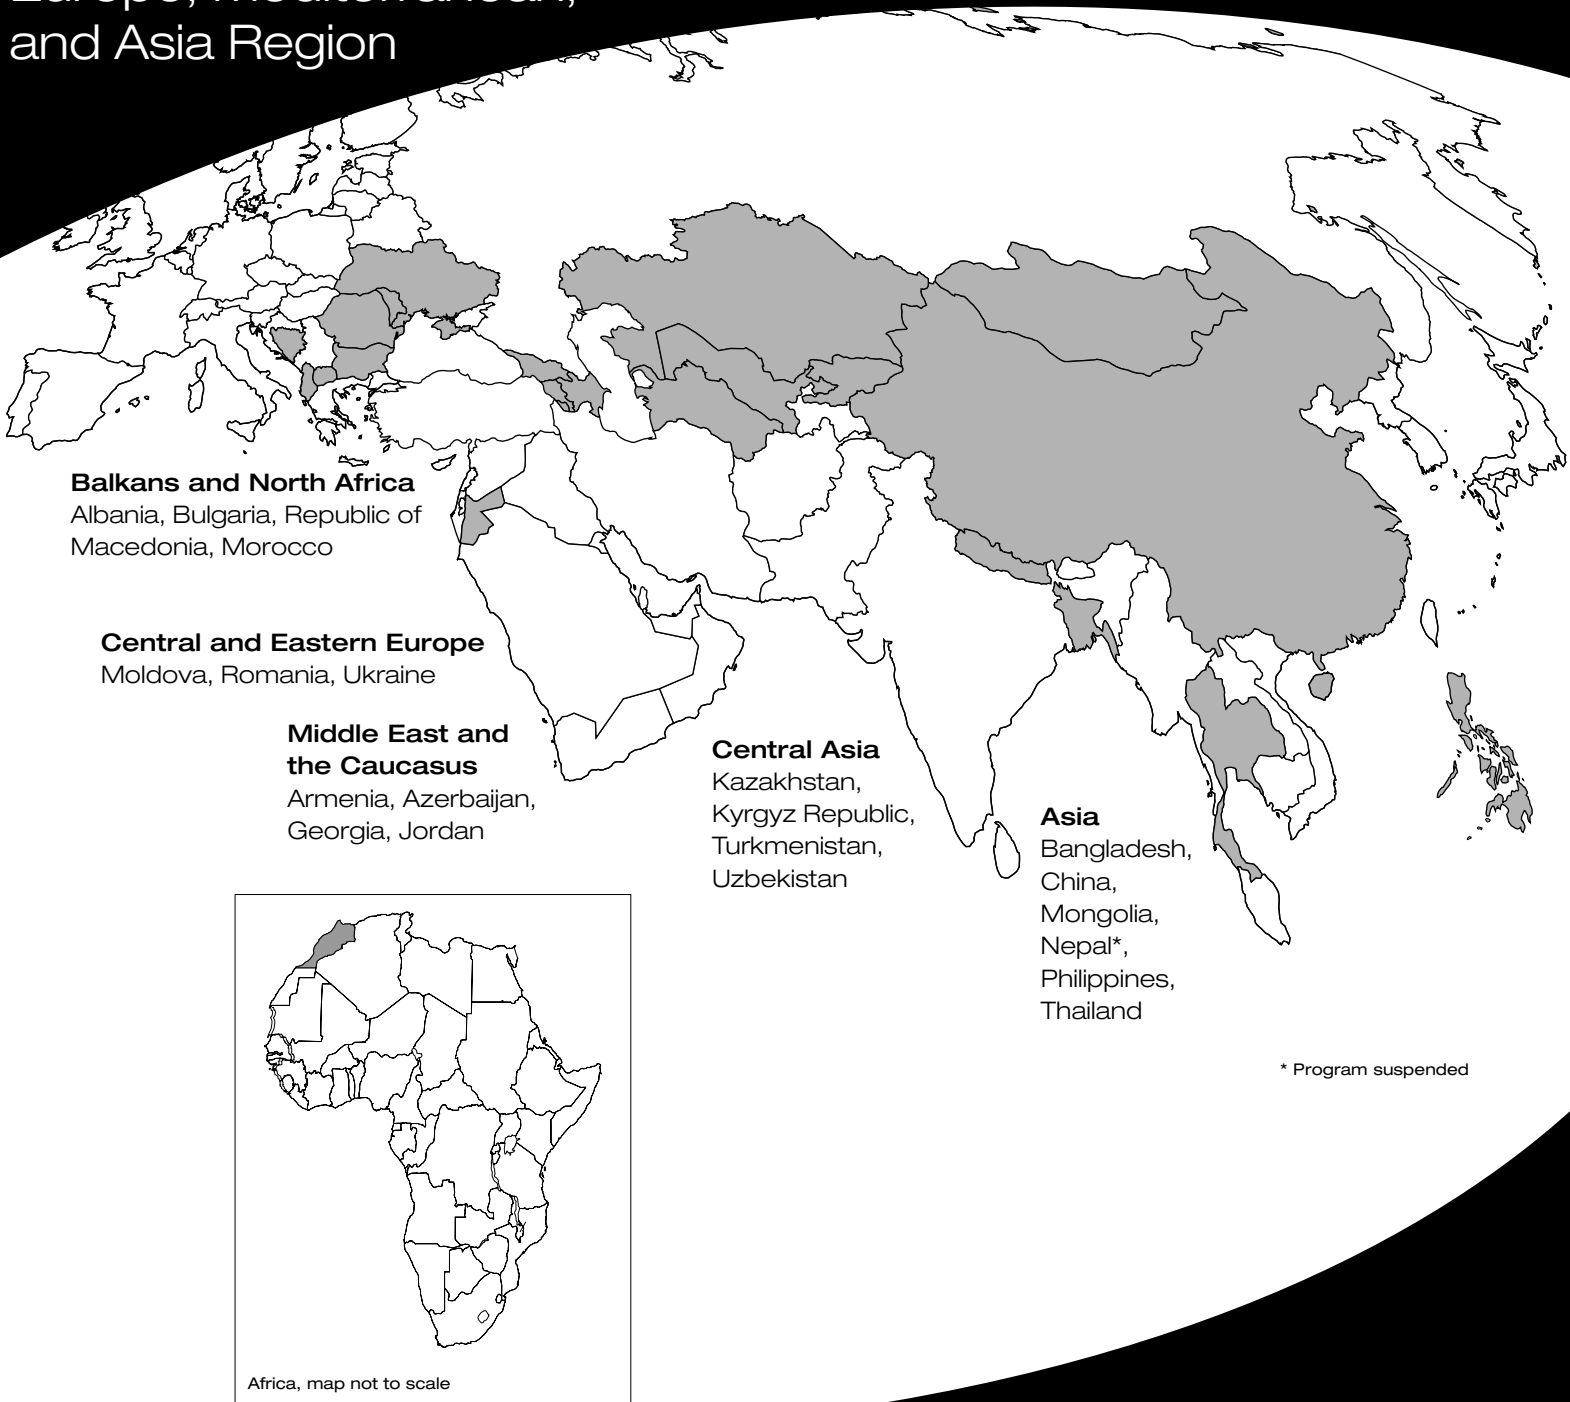 Europe, Mediterranean,
and Asia Region
Balkans and North Africa
Albania, Bulgaria, Republic of
Macedonia, Morocco
Central and Eastern Europe
Moldova, Romania, Ukraine
Middle East and
the Caucasus
Armenia, Azerbaijan,
Georgia, Jordan
Central Asia
Kazakhstan,
Kyrgyz Republic,
Turkmenistan,
Uzbekistan
Asia
Bangladesh,
China,
Mongolia,
Nepal*,
Philippines,
Thailand
* Program suspended
Africa, map not to scale